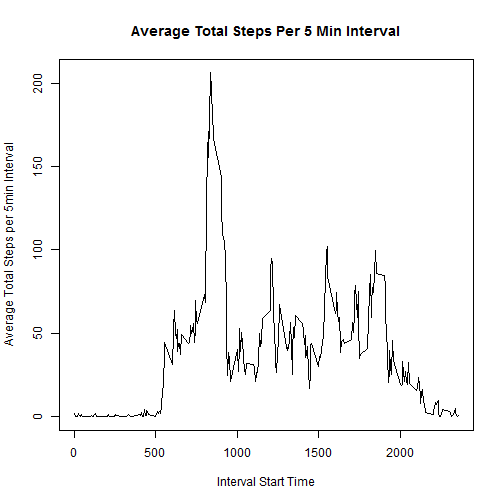 Average Total Steps Per 5 Min Interval
Average Total Steps per 5min Interval
200
150
100
50
0
0 500 1000 1500 2000
Interval Start Time